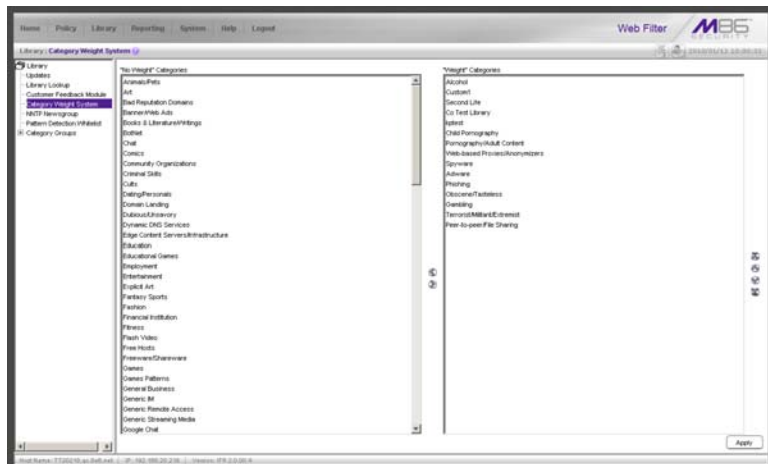 Home Policy Library Reporting System Help Logout
Web Filter M86 SECURITY
Library : Category Weight System
Library
Updates
Library Lookup
Customer Feedback Module
Category Weight System
NNTP Newsgroup
Pattern Detection Whitelist
Category Groups
"No Weight" Categories
Animals/Pets
Art
Bad Reputation Domains
Banner/Web Ads
Books & Literature/Writings
BotNet
Chat
Comics
Community Organizations
Criminal Skills
Cults
Dating/Personals
Domain Landing
Dubious/Unsavory
Dynamic DNS Services
Edge Content Servers/Infrastructure
Education
Educational Games
Employment
Entertainment
Explicit Art
Fantasy Sports
Fashion
Financial Institution
Fitness
Flash Video
Free Hosts
Freeware/Shareware
Games
Games Patterns
General Business
Generic IM
Generic Remote Access
Generic Streaming Media
Google Chat
"Weight" Categories
Alcohol
Custom1
Second Life
Co Test Library
kptest
Child Pornography
Pornography/Adult Content
Web-based Proxies/Anonymizers
Spyware
Adware
Phishing
Obscene/Tasteless
Gambling
Terrorist/Militant/Extremist
Peer-to-peer/File Sharing
Apply